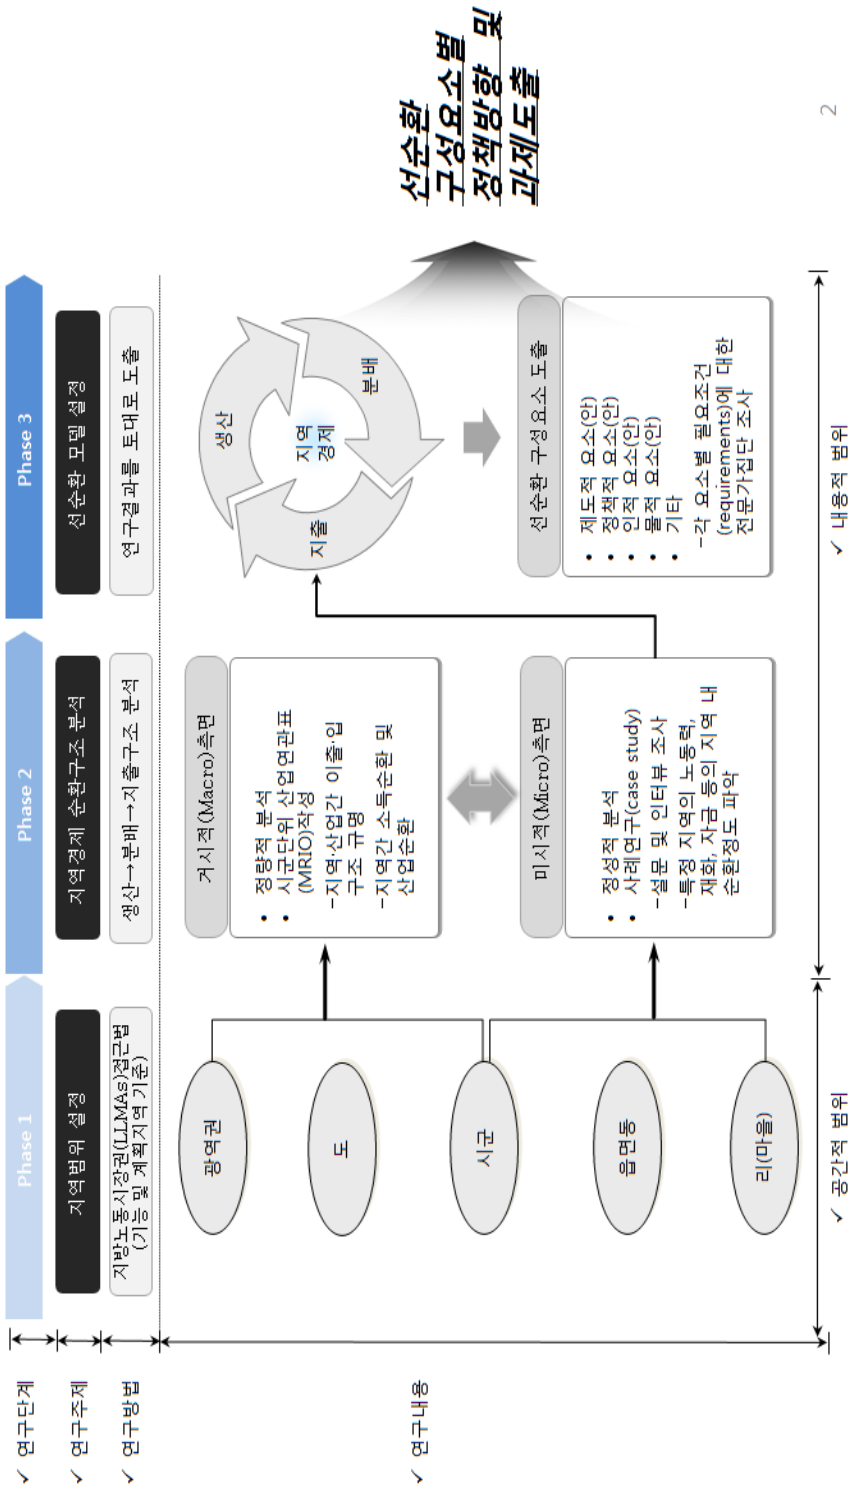 ✓ 연구단계
Phase 1
Phase 2
Phase 3
✓ 연구주제
지역범위 설정
지역경제 순환구조 분석
선순환 모델 설정
✓ 연구방법
지방노동시장권(LLMAs)접근법
(기능 및 계획지역 기준)
생산→분배→지출구조 분석
연구결과를 토대로 도출
✓ 연구내용
광역권
도
시군
읍면동
리(마을)
거시적(Macro)측면
• 정량적 분석
• 시군단위 산업연관표
(MRIO)작성
-지역·산업간 이출·입
구조 규명
-지역간 소득순환 및
산업순환
미시적(Micro)측면
• 정성적 분석
• 사례연구(case study)
-설문 및 인터뷰 조사
-특정 지역의 노동력,
재화, 자금 등의 지역 내
순환정도 파악
생산
분배
지출
지역
경제
선순환 구성요소 도출
• 제도적 요소(안)
• 정책적 요소(안)
• 인적 요소(안)
• 물적 요소(안)
• 기타
-각 요소별 필요조건
(requirements)에 대한
전문가집단 조사
선순환
구성요소별
정책방향 및
과제도출
✓ 공간적 범위
✓ 내용적 범위
2